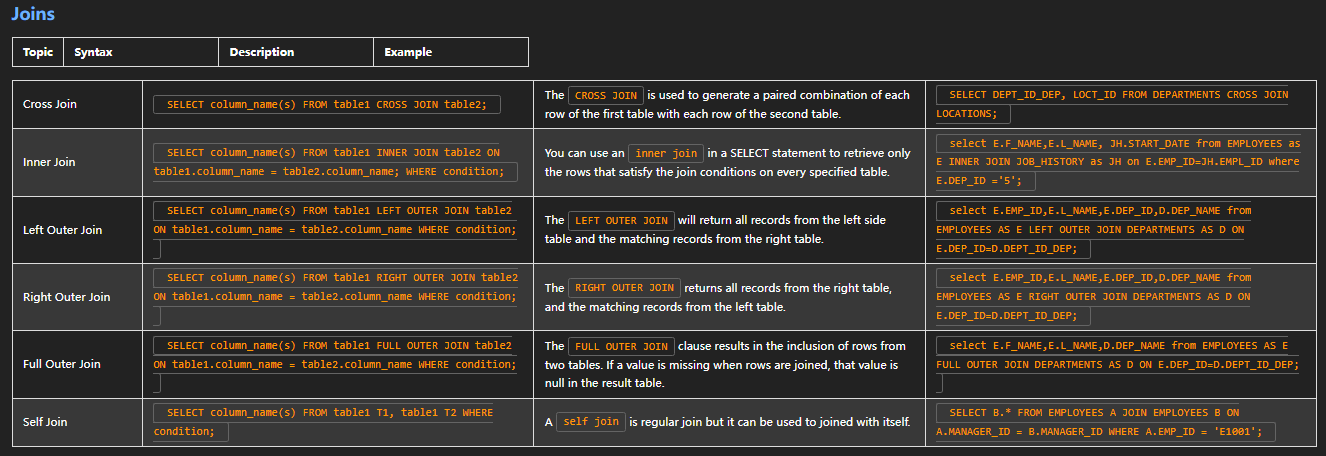 Joins
Topic Syntax Description Example
Cross Join
SELECT column_name(s) FROM table1 CROSS JOIN table2;
The CROSS JOIN is used to generate a paired combination of each
row of the first table with each row of the second table.
SELECT DEPT_ID_DEP, LOCT_ID FROM DEPARTMENTS CROSS JOIN
LOCATIONS;
Inner Join
SELECT column_name(s) FROM table1 INNER JOIN table2 ON
table1.column_name = table2.column_name; WHERE condition;
You can use an inner join in a SELECT statement to retrieve only
the rows that satisfy the join conditions on every specified table.
select E.F_NAME,E.L_NAME, JH.START_DATE from EMPLOYEES as
E INNER JOIN JOB_HISTORY as JH on E.EMP_ID=JH.EMPL_ID where
E.DEP_ID ='5';
Left Outer Join
SELECT column_name(s) FROM table1 LEFT OUTER JOIN table2
ON table1.column_name = table2.column_name WHERE condition;
The LEFT OUTER JOIN will return all records from the left side
table and the matching records from the right table.
select E.EMP_ID,E.L_NAME,E.DEP_ID,D.DEP_NAME from
EMPLOYEES AS E LEFT OUTER JOIN DEPARTMENTS AS D ON
E.DEP_ID=D.DEPT_ID_DEP;
Right Outer Join
SELECT column_name(s) FROM table1 RIGHT OUTER JOIN table2
ON table1.column_name = table2.column_name WHERE condition;
The RIGHT OUTER JOIN returns all records from the right table,
and the matching records from the left table.
select E.EMP_ID,E.L_NAME,E.DEP_ID,D.DEP_NAME from
EMPLOYEES AS E RIGHT OUTER JOIN DEPARTMENTS AS D ON
E.DEP_ID=D.DEPT_ID_DEP;
Full Outer Join
SELECT column_name(s) FROM table1 FULL OUTER JOIN table2
ON table1.column_name = table2.column_name WHERE condition;
The FULL OUTER JOIN clause results in the inclusion of rows from
two tables. If a value is missing when rows are joined, that value is
null in the result table.
select E.F_NAME,E.L_NAME,D.DEP_NAME from EMPLOYEES AS E
FULL OUTER JOIN DEPARTMENTS AS D ON E.DEP_ID=D.DEPT_ID_DEP;
Self Join
SELECT column_name(s) FROM table1 T1, table1 T2 WHERE
condition;
A self join is regular join but it can be used to joined with itself.
SELECT B.* FROM EMPLOYEES A JOIN EMPLOYEES B ON
A.MANAGER_ID = B.MANAGER_ID WHERE A.EMP_ID = 'E1001';